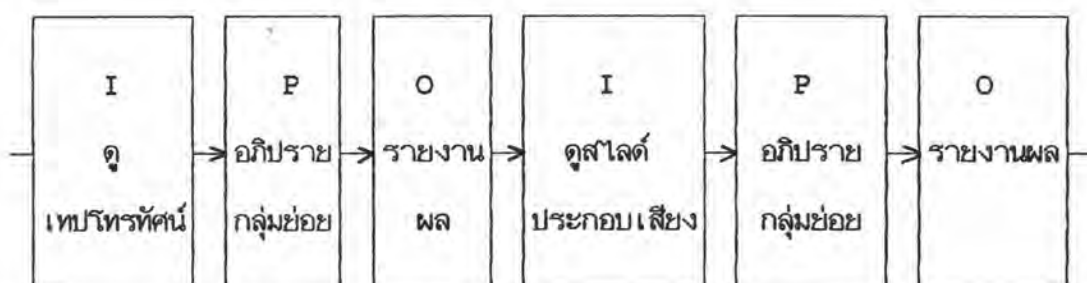 I P O I P O
ดู อภิปราย รายงาน ดูสไลด์ อภิปราย รายงานผล
เทปโทรทัศน์ กลุ่มย่อย ผล ประกอบเสียง กลุ่มย่อย